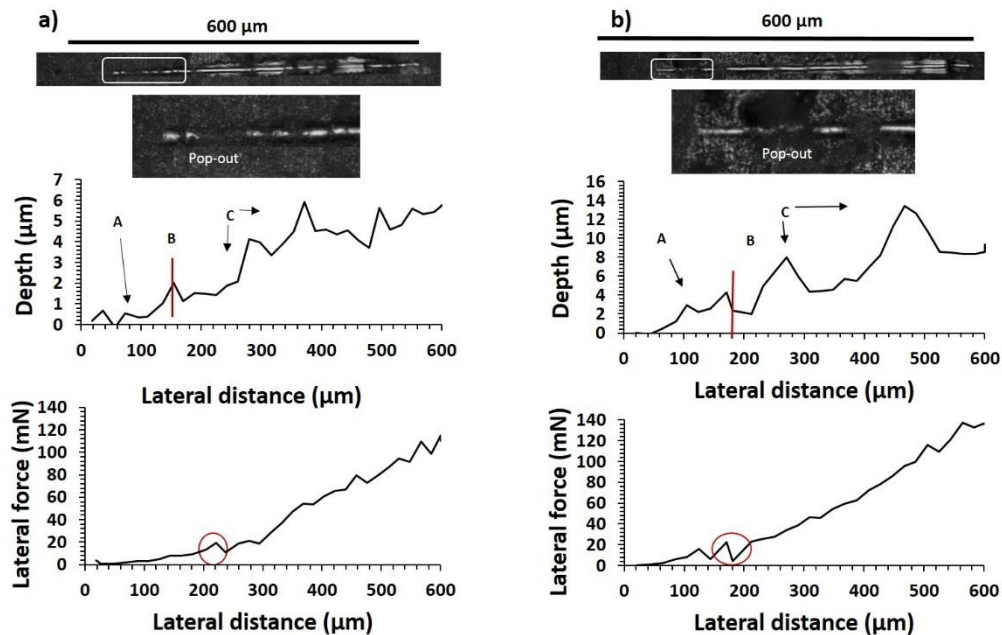 a)
600 µm
Pop-out
6
5
4
3
2
1
0
Depth (µm)
A
B
C
0 100 200 300 400 500 600
Lateral distance (µm)
140
120
100
80
60
40
20
0
Lateral force (mN)
0 100 200 300 400 500 600
Lateral distance (µm)
b)
600 µm
Pop-out
16
14
12
10
8
6
4
2
0
Depth (µm)
A
B
C
0 100 200 300 400 500 600
Lateral distance (µm)
140
120
100
80
60
40
20
0
Lateral force (mN)
0 100 200 300 400 500 600
Lateral distance (µm)